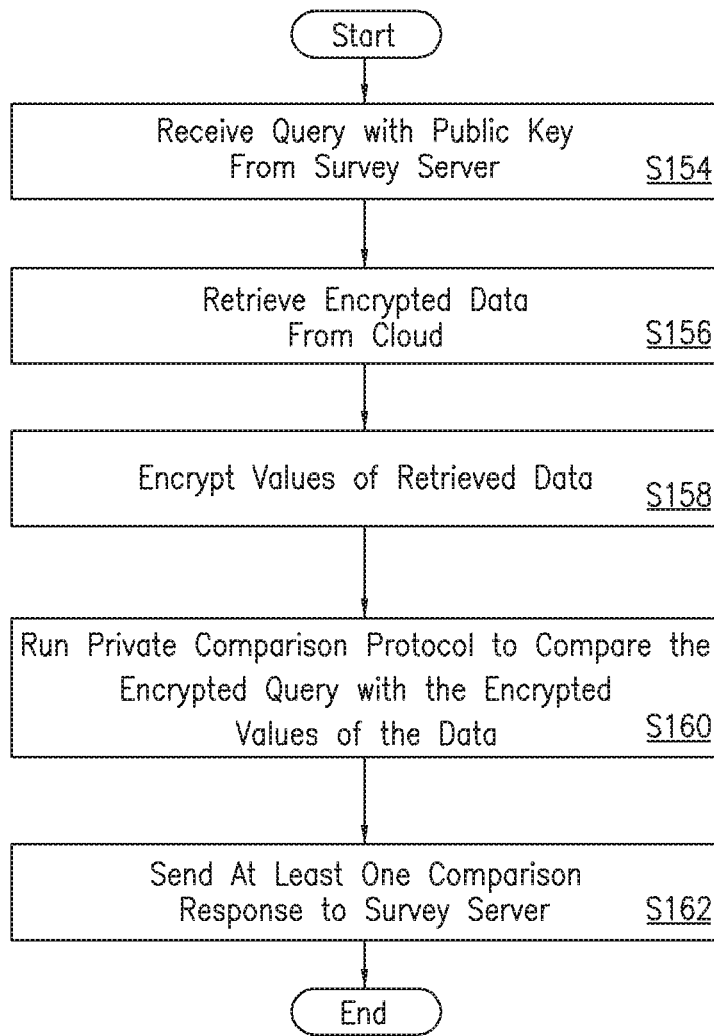 Start
Receive Query with Public Key
From Survey Server
S154
Retrieve Encrypted Data
From Cloud
S156
Encrypt Values of Retrieved Data
S158
Run Private Comparison Protocol to Compare the
Encrypted Query with the Encrypted
Values of the Data
S160
Send At Least One Comparison
Response to Survey Server
S162
End